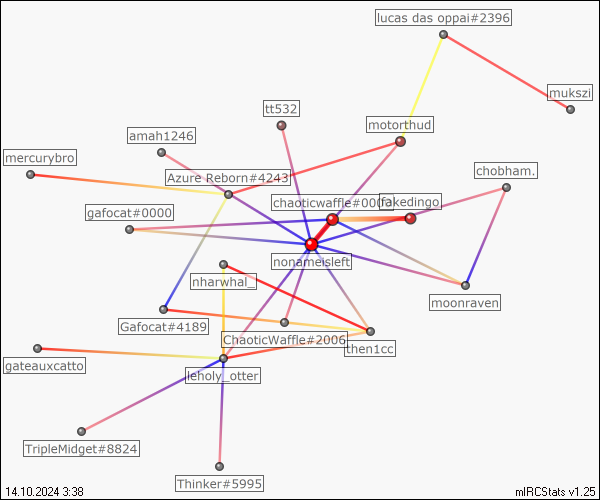 lucas das oppai#2396
mukszi
tt532
motorthud
amah1246
mercurybro
chobham.
Azure Reborn#4243
chaoticwaffle#0000
fakedingo
gafocat#0000
nonameisleft
nharwhal_
moonraven
Gafocat#4189
ChaoticWaffle#2006
then1cc
gateauxcatto
leholy_otter
TripleMidget#8824
Thinker#5995
14.10.2024 3:38
mIRCStats v1.25